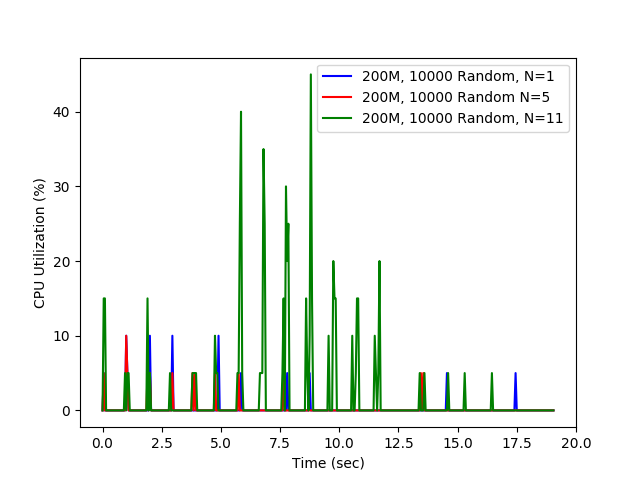 200M, 10000 Random, N=1
200M, 10000 Random N=5
200M, 10000 Random, N=11
CPU Utilization (%)
40
30
20
10
0
0.0 2.5 5.0 7.5 10.0 12.5 15.0 17.5 20.0
Time (sec)